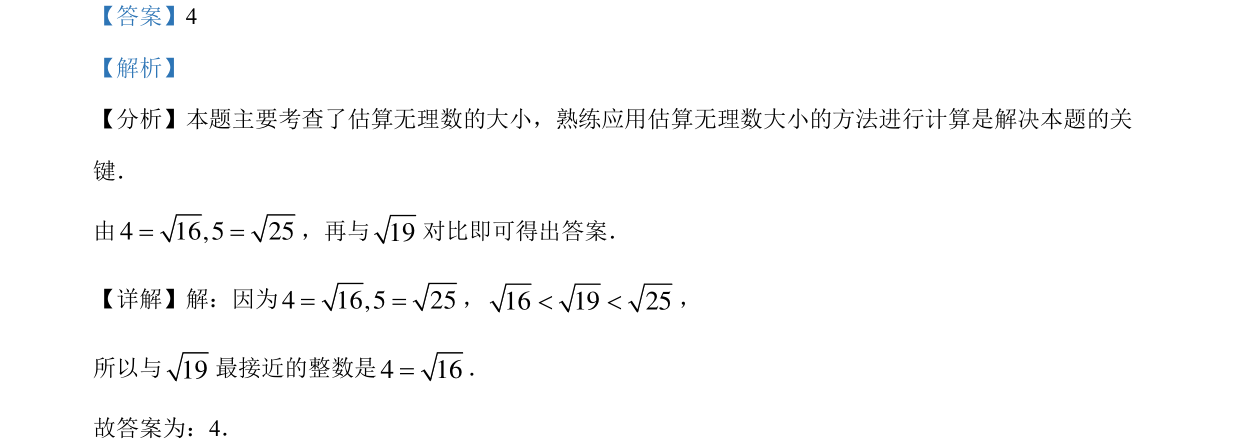 【答案】4
【解析】
【分析】本题主要考查了估算无理数的大小，熟练应用估算无理数大小的方法进行计算是解决本题的关
键．
由4=√16,5=√25，再与√19对比即可得出答案．
【详解】解：因为4=√16,5=√25，√16<√19<√25，
所以与√19最接近的整数是4=√16．
故答案为：4．